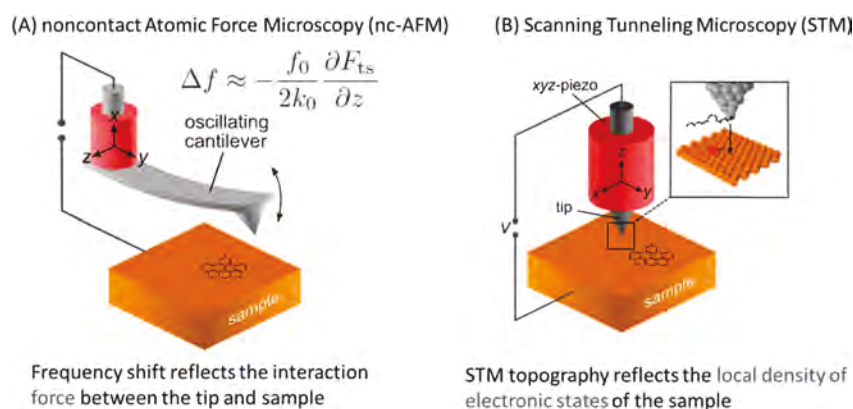 (A) noncontact Atomic Force Microscopy (nc-AFM)
Δf ≈ − f₀/2k₀ ∂Fₜₛ/∂z
oscillating
cantilever
x
z
y
sample
Frequency shift reflects the interaction
force between the tip and sample
(B) Scanning Tunneling Microscopy (STM)
xyz-piezo
z
x
y
tip
V
sample
STM topography reflects the local density of
electronic states of the sample